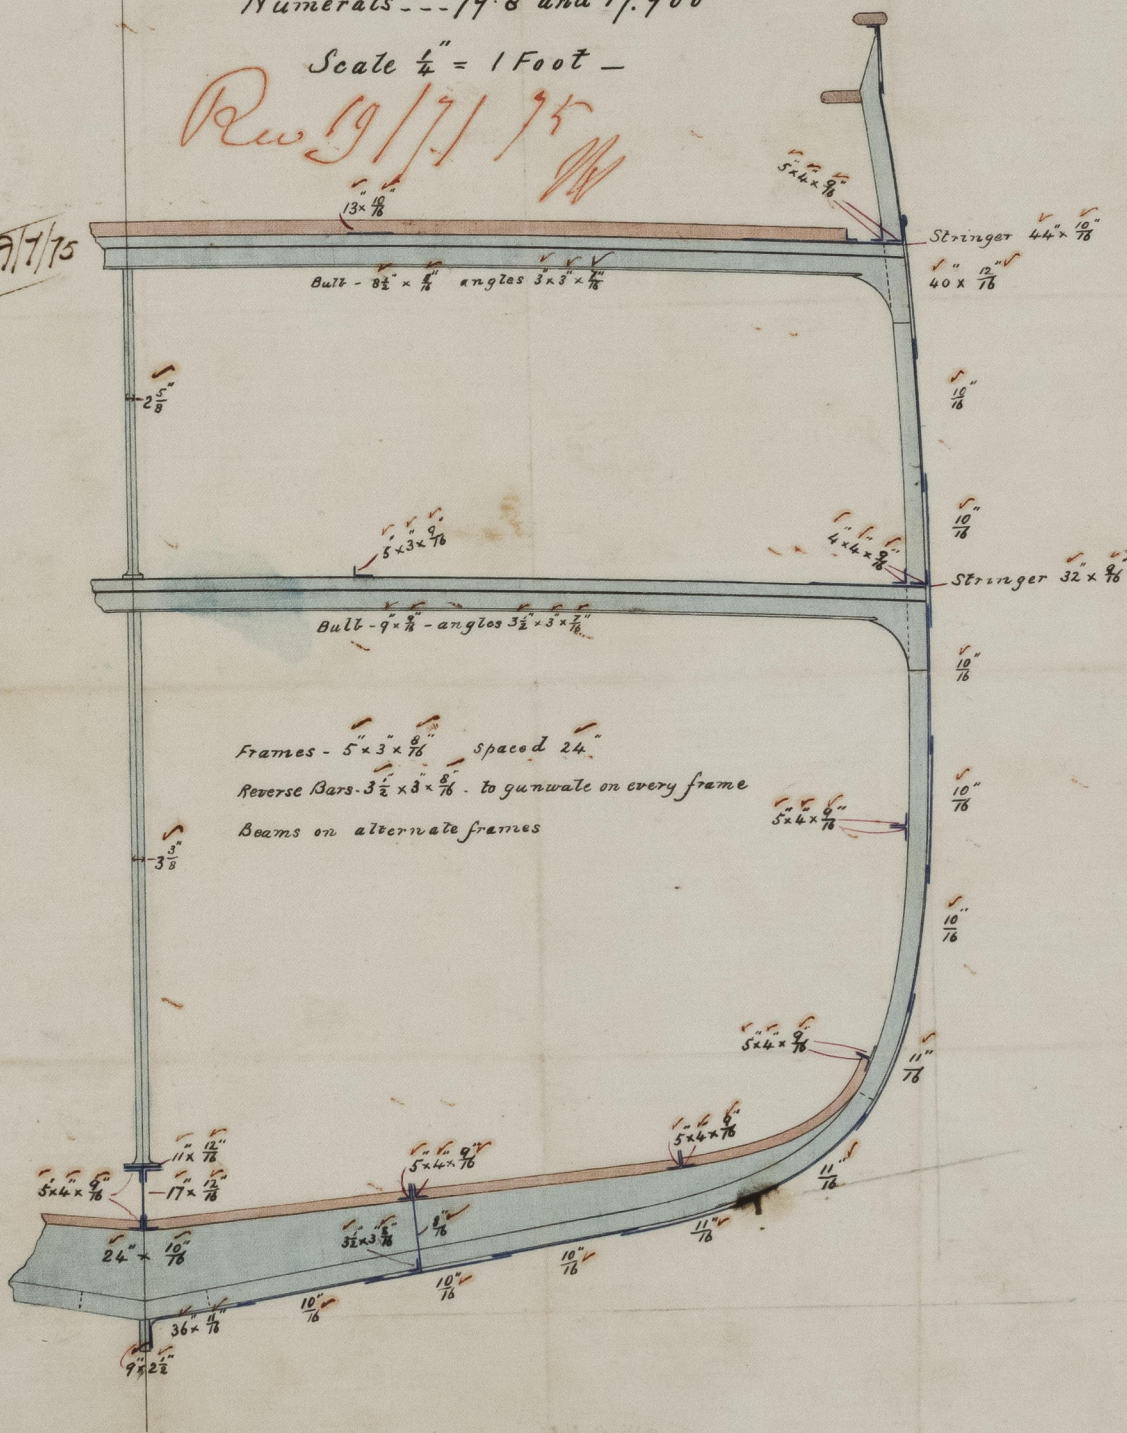 Scale 1/4" = 1 Foot -
19/7/75
13" x 10/16"
5" x 4" x 9/16"
Stringer 44" x 10/16"
9/7/75
Bulb - 8 1/2" x 8/16" angles 3" x 3" x 7/16"
40" x 12/16"
2 5/8"
10/16"
5" x 3" x 9/16"
4" x 4" x 9/16"
10/16"
Stringer 32" x 9/16"
Bulb - 9" x 9/16" - angles 3 1/2" x 3" x 7/16"
10/16"
Frames - 5" x 3" x 8/16" spaced 24"
Reverse Bars - 3 1/2" x 3" x 8/16" - to gunwale on every frame
Beams on alternate frames
10/16"
5" x 4" x 9/16"
3 3/8"
10/16"
5" x 4" x 9/16"
11/16"
5" x 4" x 9/16"
11" x 12/16"
5" x 4" x 9/16"
5" x 4" x 9/16"
17" x 12/16"
11/16"
24" x 10/16"
3 1/2" x 3" x 8/16"
8/16"
11/16"
10/16"
10/16"
10/16"
36" x 11/16"
9" x 2 1/2"